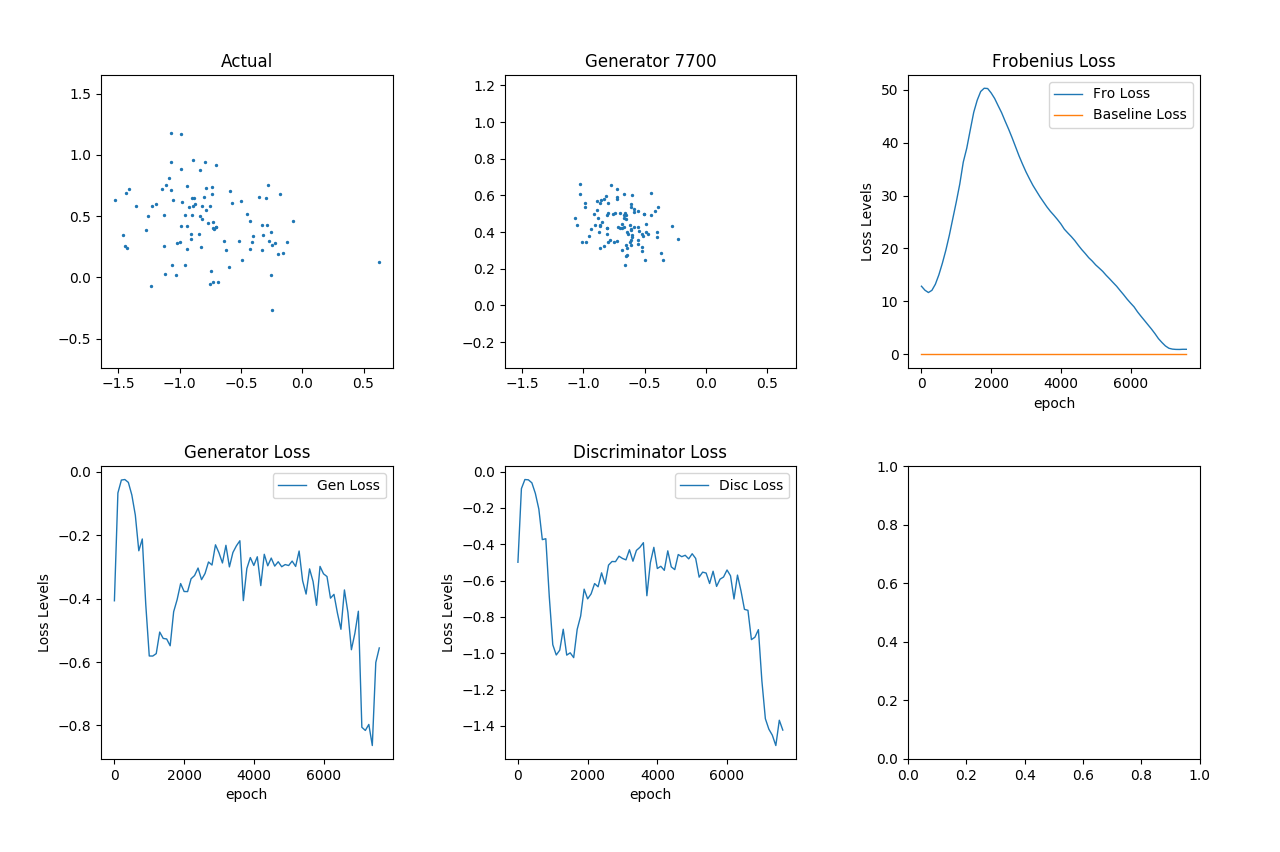 Actual
1.5
1.0
0.5
0.0
−0.5
−1.5 −1.0 −0.5 0.0 0.5
Generator 7700
1.2
1.0
0.8
0.6
0.4
0.2
0.0
−0.2
−1.5 −1.0 −0.5 0.0 0.5
Frobenius Loss
Fro Loss
Baseline Loss
Loss Levels
50
40
30
20
10
0
0 2000 4000 6000
epoch
Generator Loss
Gen Loss
Loss Levels
0.0
−0.2
−0.4
−0.6
−0.8
0 2000 4000 6000
epoch
Discriminator Loss
Disc Loss
Loss Levels
0.0
−0.2
−0.4
−0.6
−0.8
−1.0
−1.2
−1.4
0 2000 4000 6000
epoch
1.0
0.8
0.6
0.4
0.2
0.0
0.0 0.2 0.4 0.6 0.8 1.0